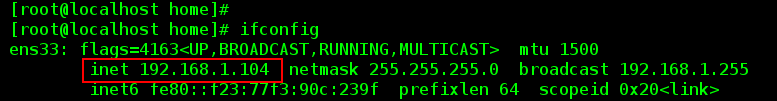 [root@localhost home]#
[root@localhost home]# ifconfig
ens33: flags=4163<UP,BROADCAST,RUNNING,MULTICAST> mtu 1500
inet 192.168.1.104 netmask 255.255.255.0 broadcast 192.168.1.255
inet6 fe80::f23:77f3:90c:239f prefixlen 64 scopeid 0x20<link>